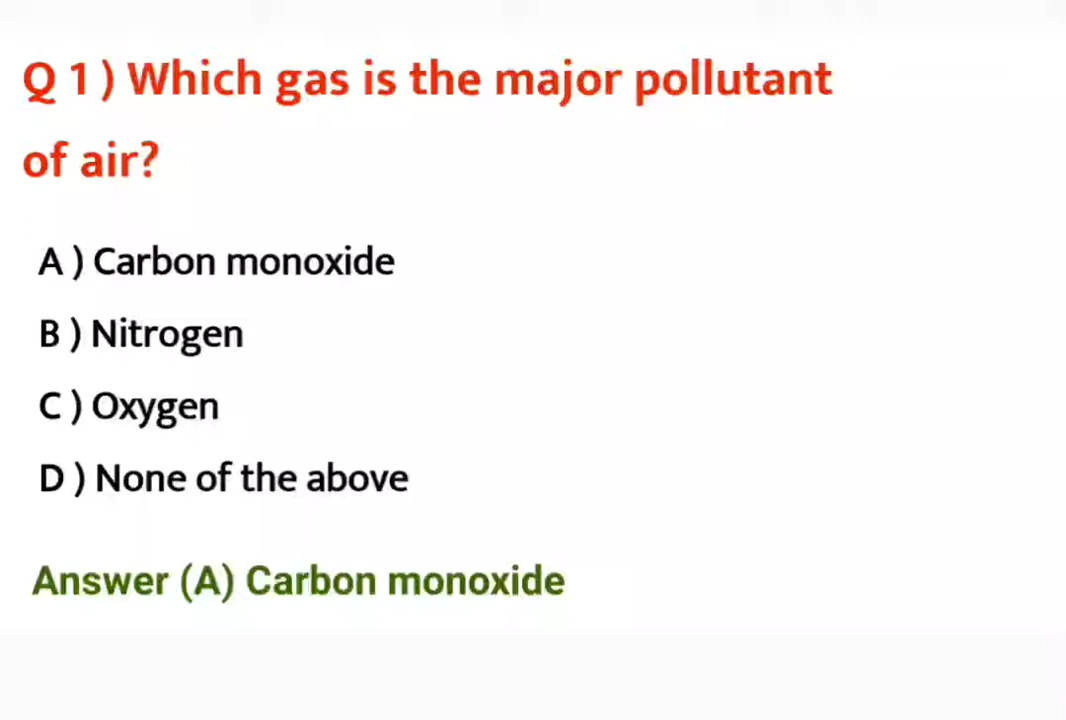 Q 1 ) Which gas is the major pollutant
of air?
A ) Carbon monoxide
B ) Nitrogen
C ) Oxygen
D ) None of the above
Answer (A) Carbon monoxide